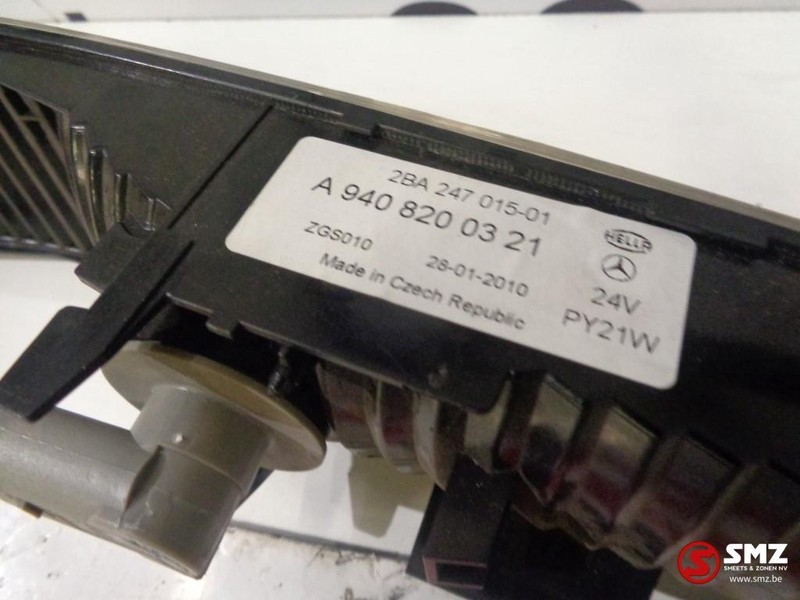 2BA 247 015-01
A 940 820 03 21
ZGS010
28-01-2010
Made in Czech Republic
HELLA
24V
PY21W
SMZ
SMEETS & ZONEN NV
www.smz.be